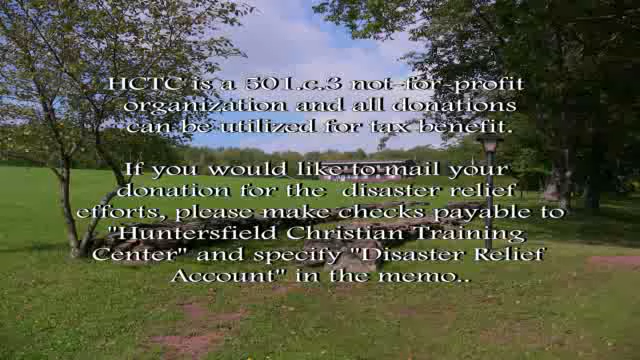 HCTC is a 501.c.3 not-for-profit
organization and all donations
can be utilized for tax benefit.
If you would like to mail your
donation for the disaster relief
efforts, please make checks payable to
"Huntersfield Christian Training
Center" and specify "Disaster Relief
Account" in the memo..